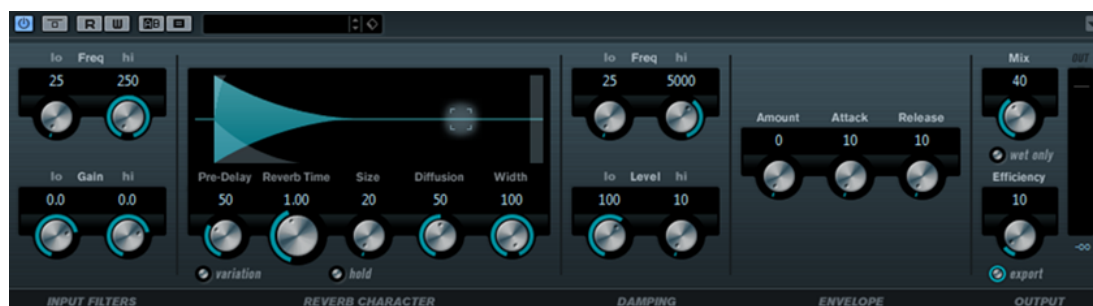 R W AB
lo Freq hi lo Freq hi Mix OUT
25 250 25 5000 40
Amount Attack Release
0 10 10
wet only
lo Gain hi Pre-Delay Reverb Time Size Diffusion Width lo Level hi Efficiency
0.0 0.0 50 1.00 20 50 100 100 10 10
-∞
variation hold export
INPUT FILTERS REVERB CHARACTER DAMPING ENVELOPE OUTPUT